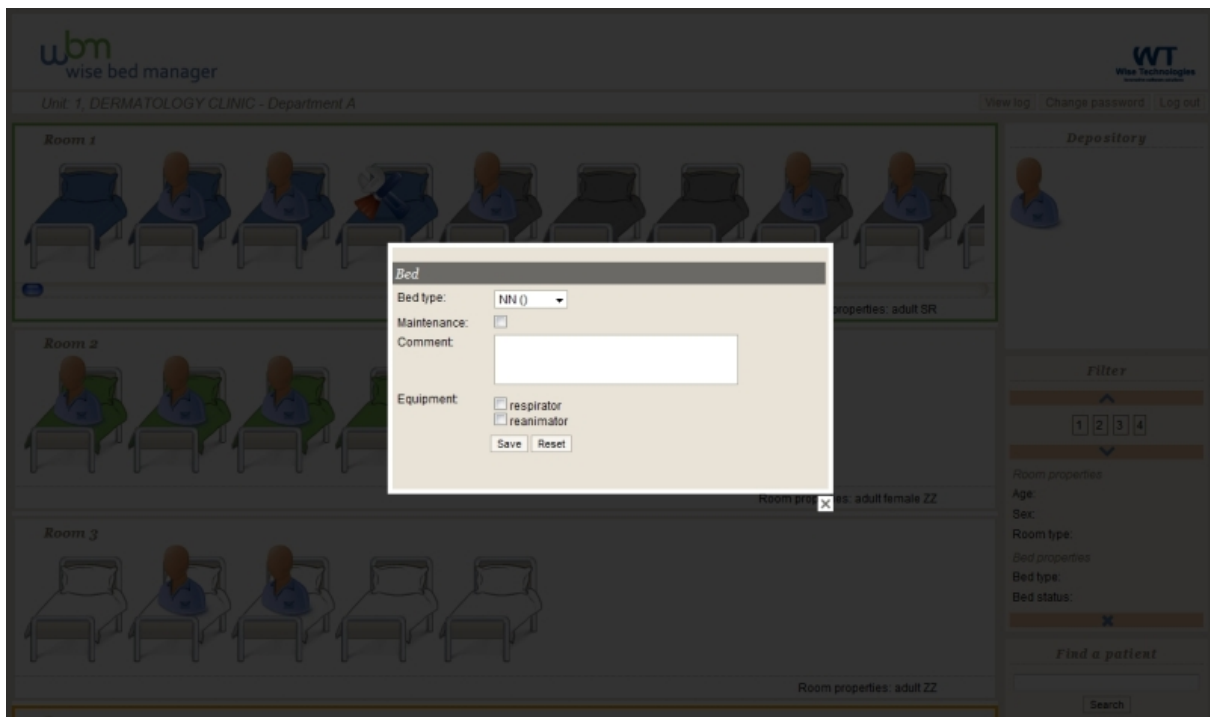 wbm
wise bed manager
WT
Wise Technologies
Unit: 1, DERMATOLOGY CLINIC - Department A
View log Change password Log out
Room 1
Depository
Bed
Bed type: NN ()
Maintenance:
Comment:
Equipment: respirator
reanimator
Save Reset
properties: adult SR
Room 2
Room properties: adult female ZZ
Filter
1 2 3 4
Room properties
Age:
Sex:
Room type:
Bed properties
Bed type:
Bed status:
Room 3
Room properties: adult ZZ
Find a patient
Search